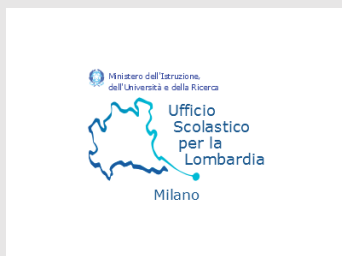 Ministero dell'Istruzione,
dell'Università e della Ricerca
Ufficio
Scolastico
per la
Lombardia
Milano